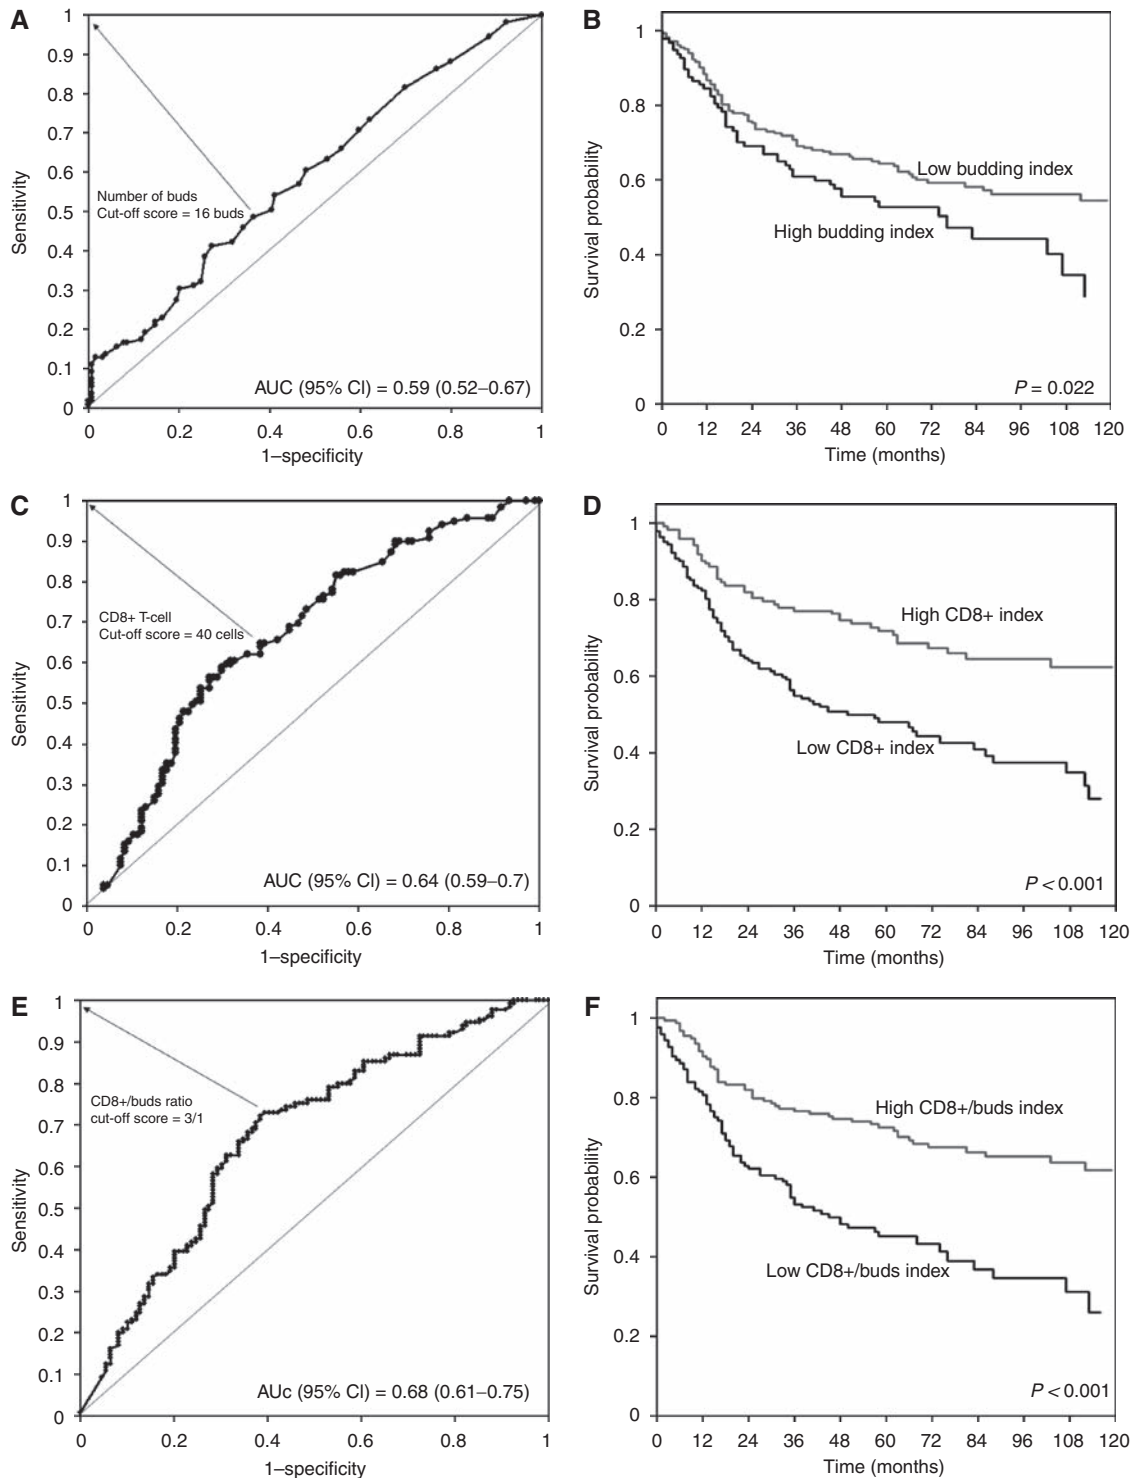 A
1
0.9
0.8
0.7
0.6
0.5
0.4
0.3
0.2
0.1
0
Sensitivity
Number of buds
Cut-off score = 16 buds
AUC (95% CI) = 0.59 (0.52–0.67)
0 0.2 0.4 0.6 0.8 1
1–specificity
B
1
0.8
0.6
0.4
0.2
0
Survival probability
Low budding index
High budding index
P = 0.022
0 12 24 36 48 60 72 84 96 108 120
Time (months)
C
1
0.9
0.8
0.7
0.6
0.5
0.4
0.3
0.2
0.1
0
Sensitivity
CD8+ T-cell
Cut-off score = 40 cells
AUC (95% CI) = 0.64 (0.59–0.7)
0 0.2 0.4 0.6 0.8 1
1–specificity
D
1
0.8
0.6
0.4
0.2
0
Survival probability
High CD8+ index
Low CD8+ index
P < 0.001
0 12 24 36 48 60 72 84 96 108 120
Time (months)
E
1
0.9
0.8
0.7
0.6
0.5
0.4
0.3
0.2
0.1
0
Sensitivity
CD8+/buds ratio
cut-off score = 3/1
AUc (95% CI) = 0.68 (0.61–0.75)
0 0.2 0.4 0.6 0.8 1
1–specificity
F
1
0.8
0.6
0.4
0.2
0
Survival probability
High CD8+/buds index
Low CD8+/buds index
P < 0.001
0 12 24 36 48 60 72 84 96 108 120
Time (months)